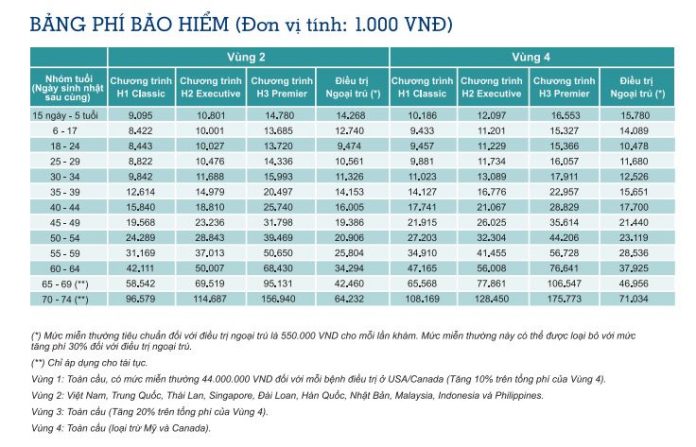 BẢNG PHÍ BẢO HIỂM (Đơn vị tính: 1.000 VNĐ)
Vùng 2 Vùng 4
Nhóm tuổi (Ngày sinh nhật sau cùng) Chương trình H1 Classic Chương trình H2 Executive Chương trình H3 Premier Điều trị Ngoại trú (*) Chương trình H1 Classic Chương trình H2 Executive Chương trình H3 Premier Điều trị Ngoại trú (*)
15 ngày - 5 tuổi 9.095 10.801 14.780 14.268 10.186 12.097 16.553 15.780
6 - 17 8.422 10.001 13.685 12.740 9.433 11.201 15.327 14.089
18 - 24 8.443 10.027 13.720 9.474 9.457 11.229 15.366 10.478
25 - 29 8.822 10.476 14.336 10.561 9.881 11.734 16.057 11.680
30 - 34 9.842 11.688 15.993 11.326 11.023 13.089 17.911 12.526
35 - 39 12.614 14.979 20.497 14.153 14.127 16.776 22.957 15.651
40 - 44 15.840 18.810 25.740 16.005 17.741 21.067 28.829 17.700
45 - 49 19.568 23.236 31.798 19.386 21.915 26.025 35.614 21.440
50 - 54 24.289 28.843 39.469 20.906 27.203 32.304 44.206 23.119
55 - 59 31.169 37.013 50.650 25.804 34.910 41.455 56.728 28.536
60 - 64 42.111 50.007 68.430 34.294 47.165 56.008 76.641 37.925
65 - 69 (**) 58.542 69.519 95.131 42.460 65.568 77.861 106.547 46.956
70 - 74 (**) 96.579 114.687 156.940 64.232 108.169 128.450 175.773 71.034
(*) Mức miễn thường tiêu chuẩn đối với điều trị ngoại trú là 550.000 VND cho mỗi lần khám. Mức miễn thường này có thể được loại bỏ với mức
tăng phí 30% đối với điều trị ngoại trú.
(**) Chỉ áp dụng cho tái tục.
Vùng 1: Toàn cầu, có mức miễn thường 44.000.000 VND đối với mỗi bệnh điều trị ở USA/Canada (Tăng 10% trên tổng phí của Vùng 4).
Vùng 2: Việt Nam, Trung Quốc, Thái Lan, Singapore, Đài Loan, Hàn Quốc, Nhật Bản, Malaysia, Indonesia và Philippines.
Vùng 3: Toàn cầu (Tăng 20% trên tổng phí của Vùng 4).
Vùng 4: Toàn cầu (loại trừ Mỹ và Canada).